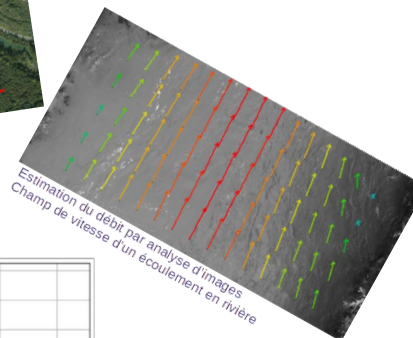 Estimation du débit par analyse d'images
Champ de vitesse d'un écoulement en rivière